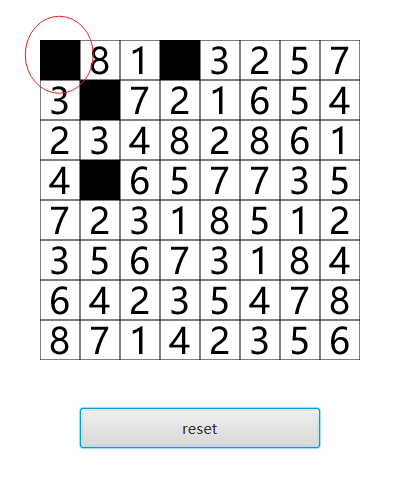 8 1 3 2 5 7
3 7 2 1 6 5 4
2 3 4 8 2 8 6 1
4 6 5 7 7 3 5
7 2 3 1 8 5 1 2
3 5 6 7 3 1 8 4
6 4 2 3 5 4 7 8
8 7 1 4 2 3 5 6
reset